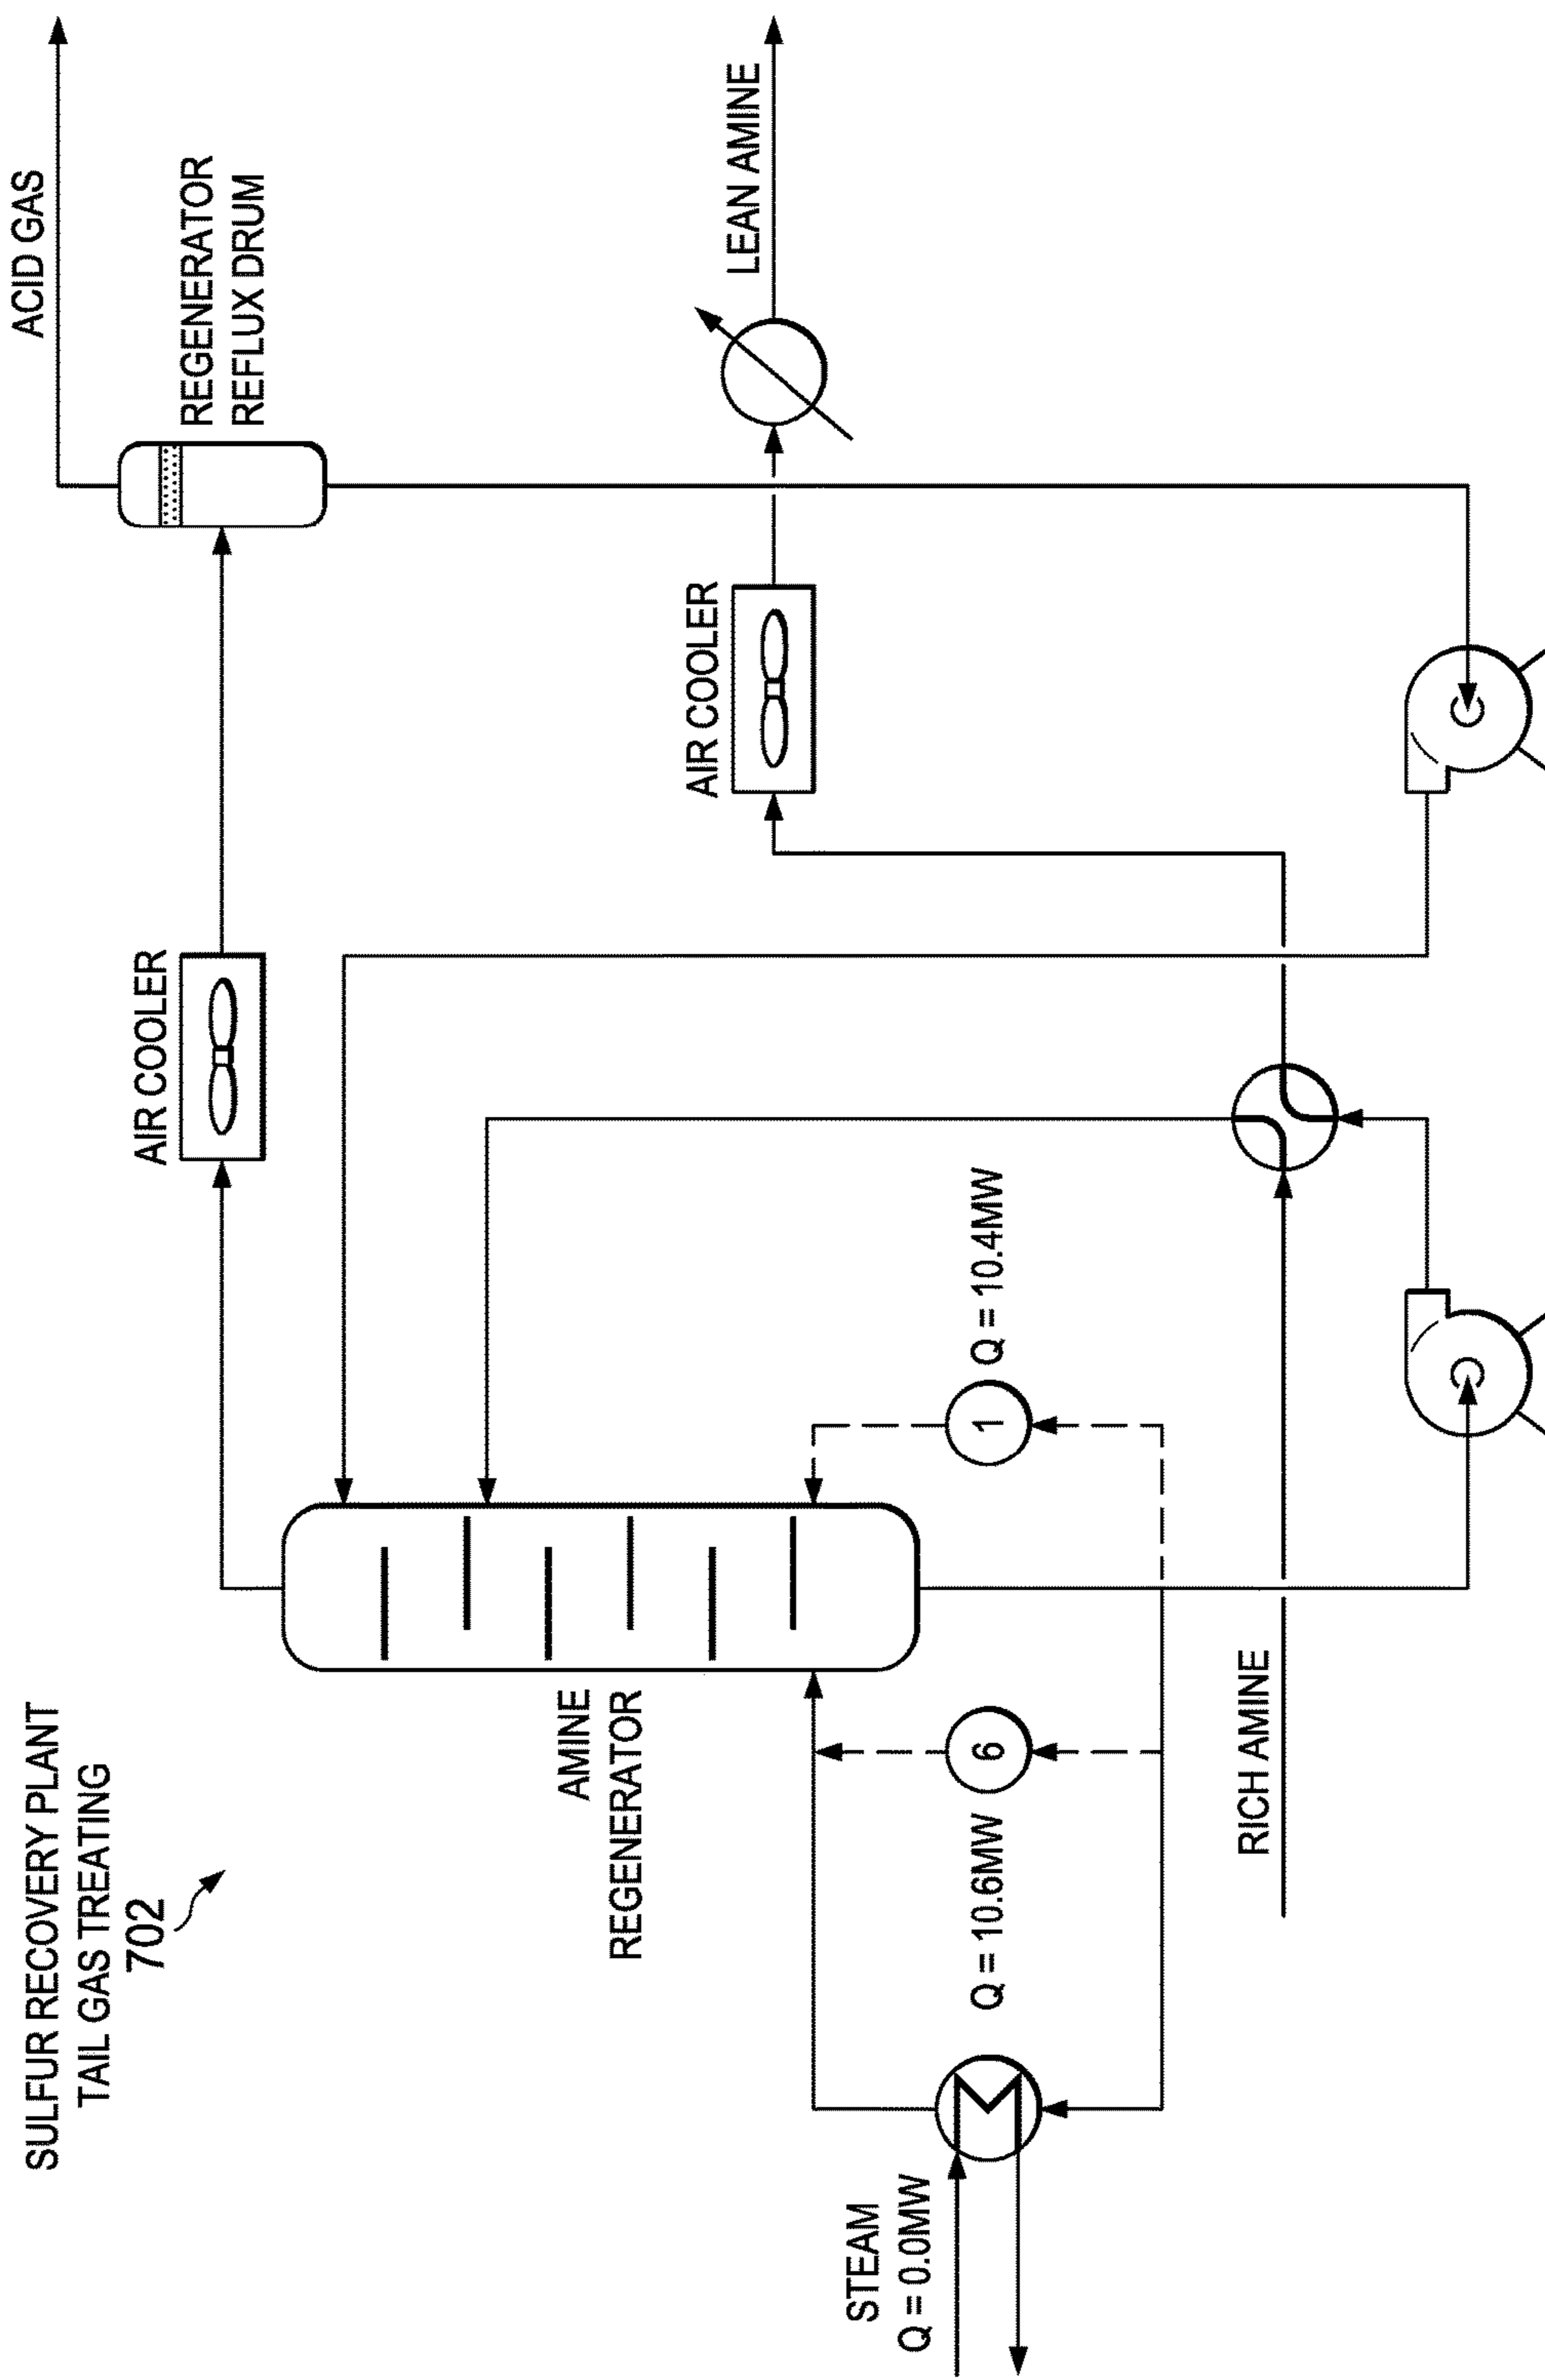 SULFUR RECOVERY PLANT
TAIL GAS TREATING
702
ACID GAS
AIR COOLER
REGENERATOR
REFLUX DRUM
AMINE
REGENERATOR
AIR COOLER
LEAN AMINE
STEAM
Q = 0.0MW
Q = 10.6MW
6
1
Q = 10.4MW
RICH AMINE